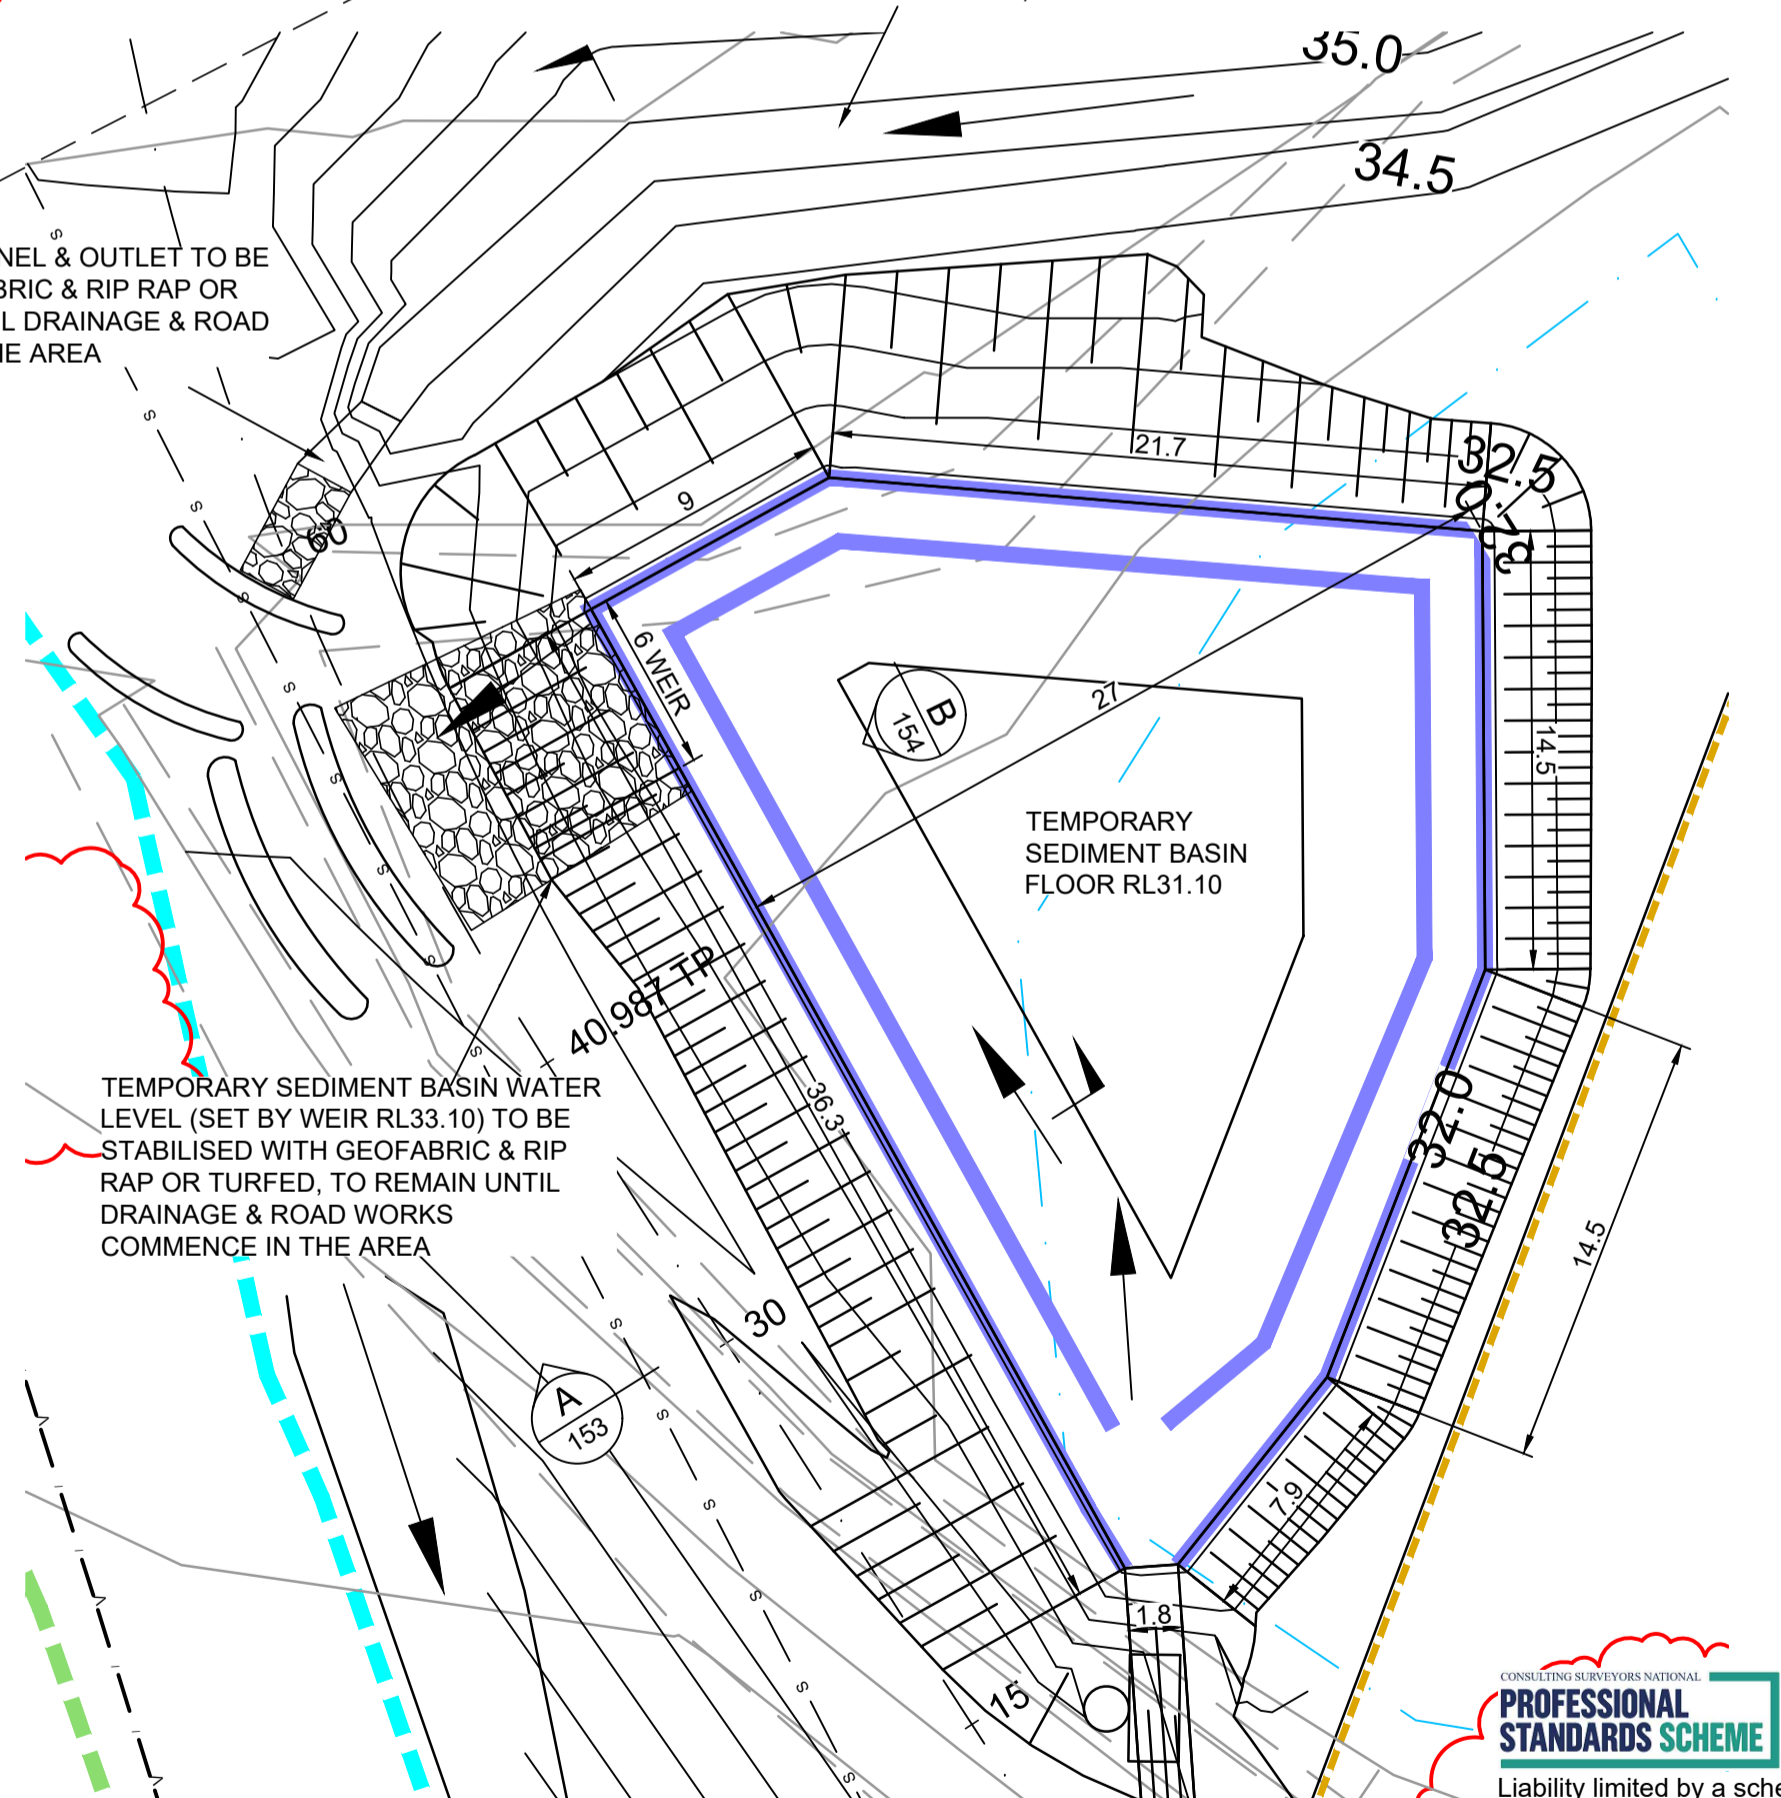 35.0
34.5
NEL & OUTLET TO BE
BRIC & RIP RAP OR
L DRAINAGE & ROAD
HE AREA
21.7
32.5
32.0
9
60
6 WEIR
27
B
154
14.5
TEMPORARY
SEDIMENT BASIN
FLOOR RL31.10
40.987 TP
36.3
TEMPORARY SEDIMENT BASIN WATER
LEVEL (SET BY WEIR RL33.10) TO BE
STABILISED WITH GEOFABRIC & RIP
RAP OR TURFED, TO REMAIN UNTIL
DRAINAGE & ROAD WORKS
COMMENCE IN THE AREA
32.0
32.5
14.5
30
A
153
7.9
1.8
15
CONSULTING SURVEYORS NATIONAL
PROFESSIONAL
STANDARDS SCHEME
Liability limited by a sche